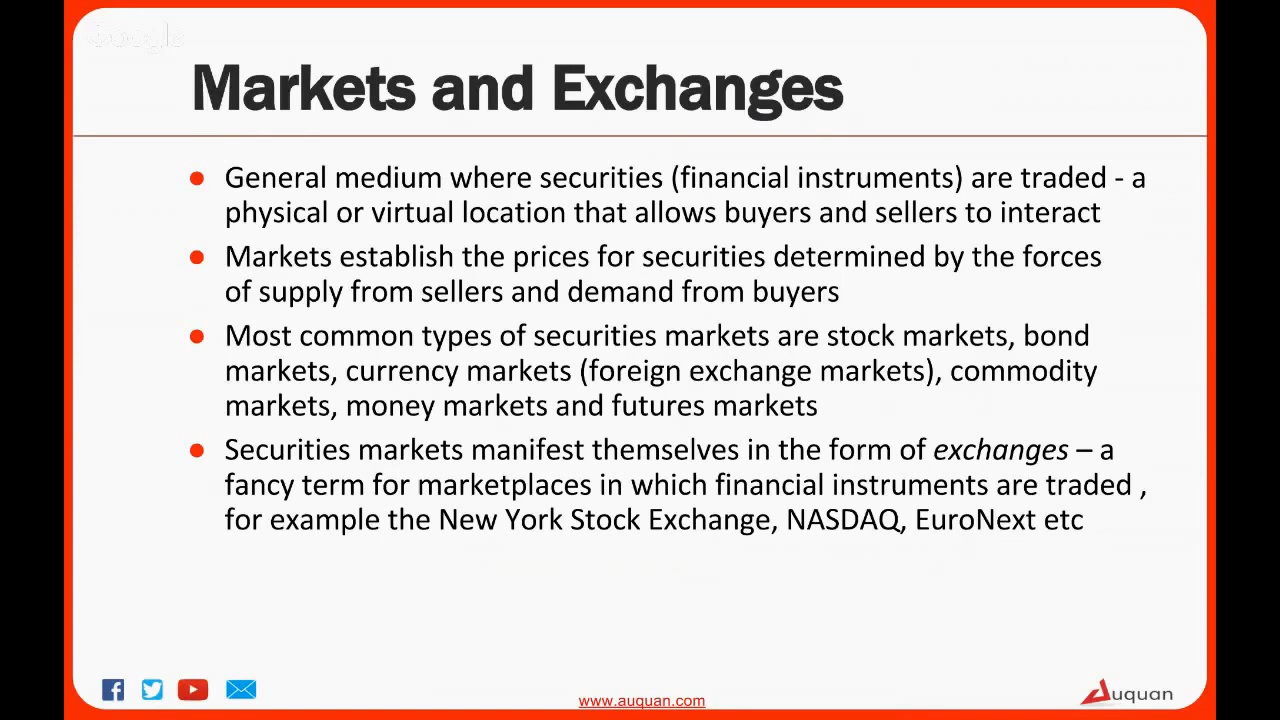 Google
Markets and Exchanges
● General medium where securities (financial instruments) are traded - a
physical or virtual location that allows buyers and sellers to interact
● Markets establish the prices for securities determined by the forces
of supply from sellers and demand from buyers
● Most common types of securities markets are stock markets, bond
markets, currency markets (foreign exchange markets), commodity
markets, money markets and futures markets
● Securities markets manifest themselves in the form of exchanges – a
fancy term for marketplaces in which financial instruments are traded ,
for example the New York Stock Exchange, NASDAQ, EuroNext etc
www.auquan.com
Auquan